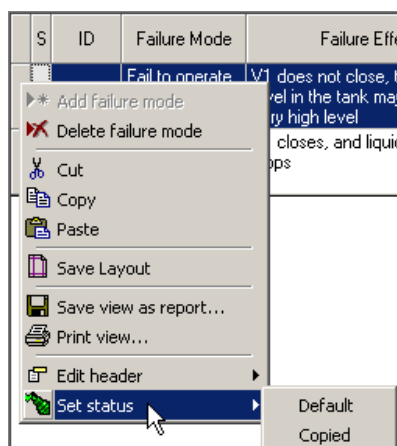 S ID Failure Mode Failure Effe
Fail to operate V1 does not close, t
vel in the tank may
ry high level
closes, and liquid
ops
Add failure mode
Delete failure mode
Cut
Copy
Paste
Save Layout
Save view as report...
Print view...
Edit header
Set status
Default
Copied